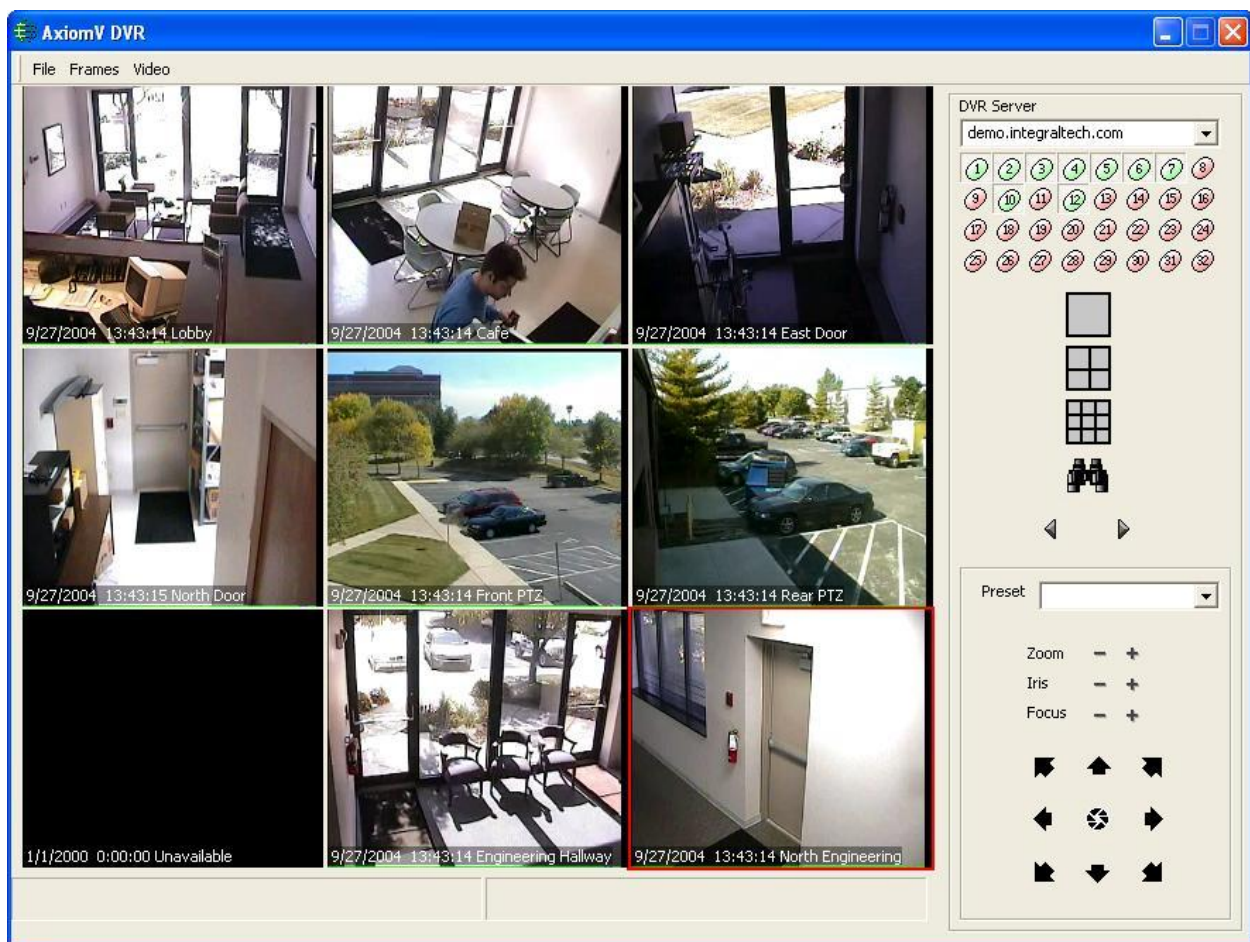 AxiomV DVR
File Frames Video
9/27/2004 13:43:14 Lobby
9/27/2004 13:43:14 Cafe
9/27/2004 13:43:14 East Door
9/27/2004 13:43:15 North Door
9/27/2004 13:43:14 Front PTZ
9/27/2004 13:43:14 Rear PTZ
1/1/2000 0:00:00 Unavailable
9/27/2004 13:43:14 Engineering Hallway
9/27/2004 13:43:14 North Engineering
DVR Server
demo.integraltech.com
1 2 3 4 5 6 7 8
9 10 11 12 13 14 15 16
17 18 19 20 21 22 23 24
25 26 27 28 29 30 31 32
Preset
Zoom - +
Iris - +
Focus - +